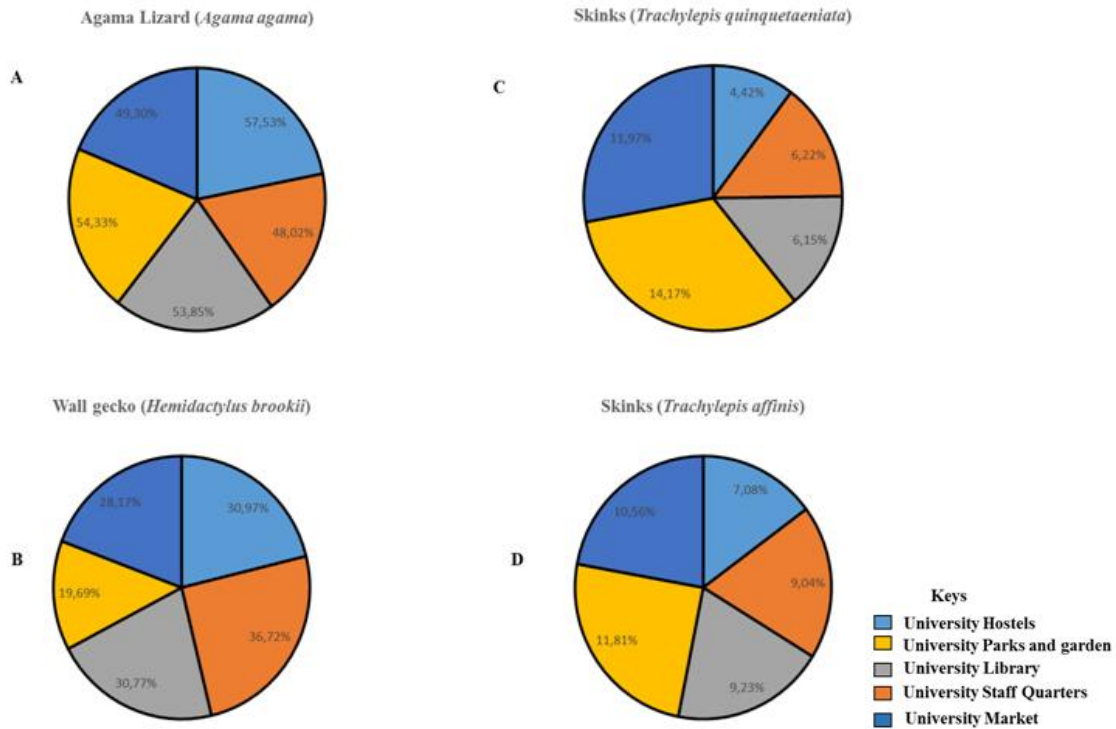 Agama Lizard (Agama agama)
A
49,30%
57,53%
54,33%
48,02%
53,85%
Skinks (Trachylepis quinquetaeniata)
C
4,42%
11,97%
6,22%
6,15%
14,17%
Wall gecko (Hemidactylus brookii)
B
28,17%
30,97%
19,69%
36,72%
30,77%
Skinks (Trachylepis affinis)
D
7,08%
10,56%
9,04%
11,81%
9,23%
Keys
University Hostels
University Parks and garden
University Library
University Staff Quarters
University Market